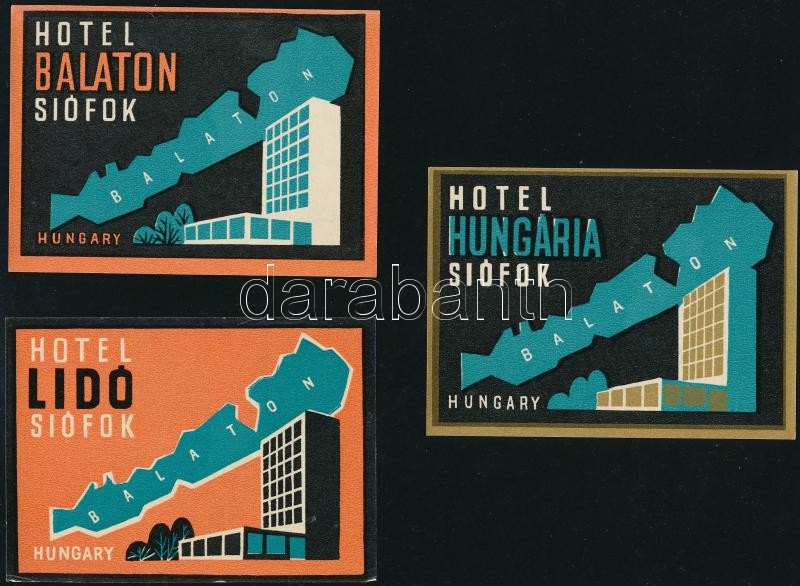 HOTEL
BALATON
SIÓFOK
BALATON
HUNGARY
HOTEL
HUNGÁRIA
SIÓFOK
BALATON
HUNGARY
darabanth
HOTEL
LIDÓ
SIÓFOK
BALATON
HUNGARY